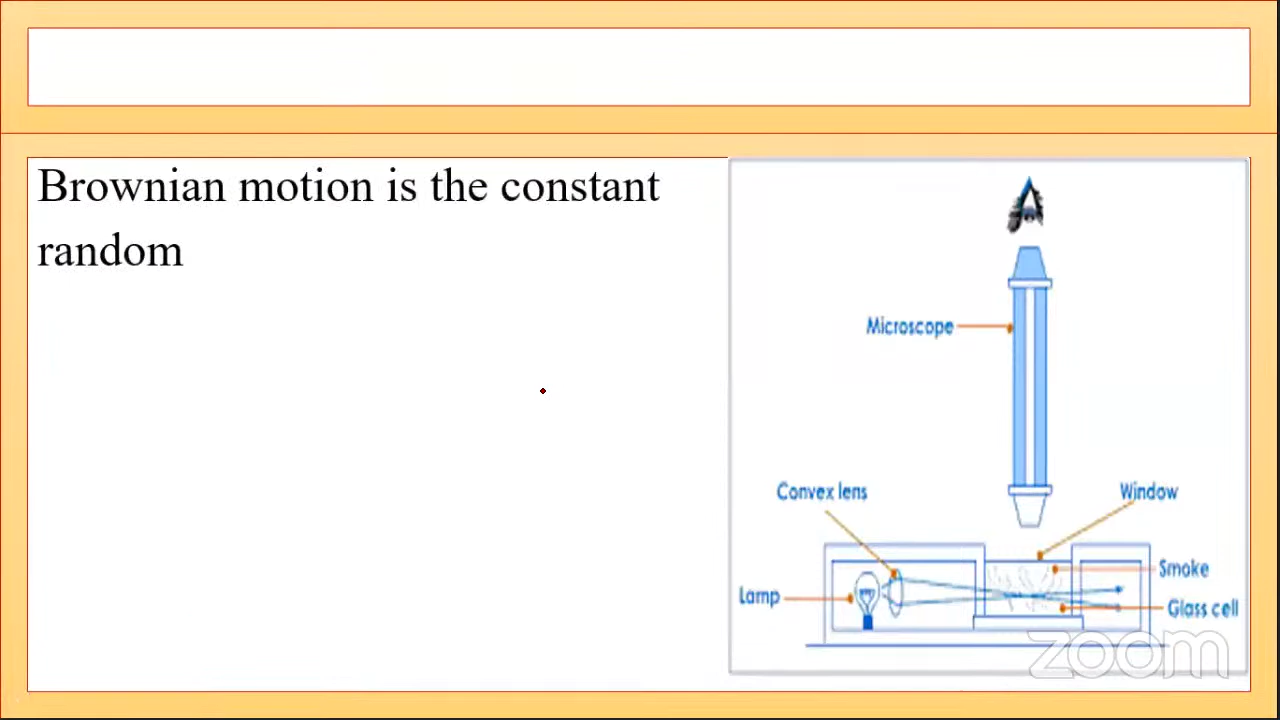 Brownian motion is the constant
random
Microscope
Convex lens
Window
Smoke
Lamp
Glass cell
zoom